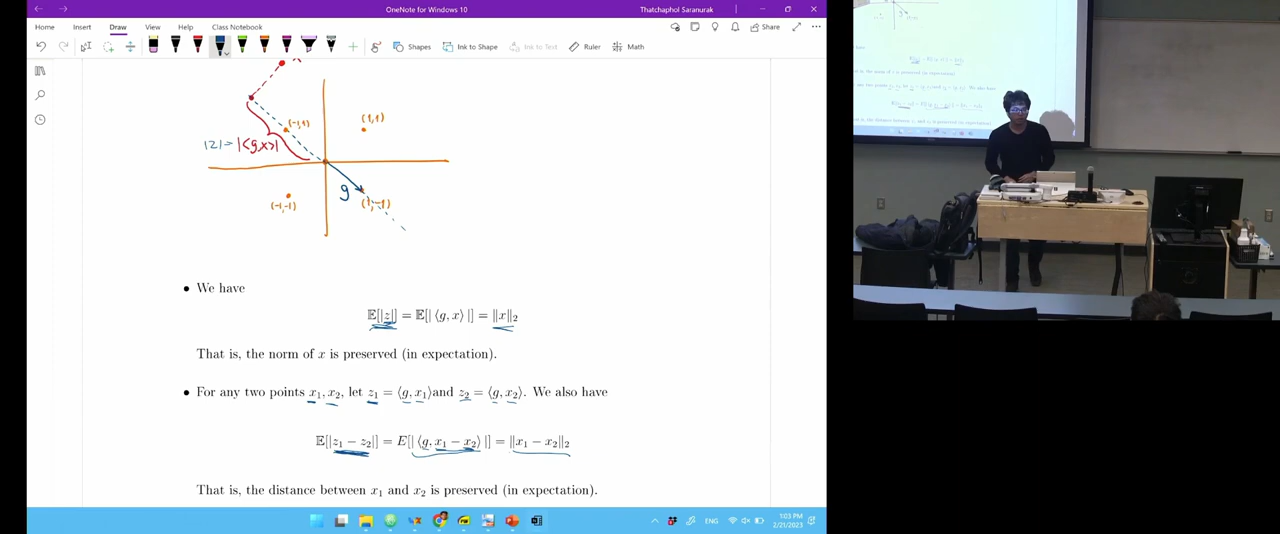 OneNote for Windows 10
Thatchaphol Saranurak
Home Insert Draw View Help Class Notebook
Share
Shapes Ink to Shape Ink to Text Ruler Math
(-1,1)
(1,1)
|z| = |<g,x>|
g
(-1,-1)
(1,-1)
• We have
𝔼[|z|] = 𝔼[|⟨g, x⟩|] = ‖x‖₂
That is, the norm of x is preserved (in expectation).
• For any two points x₁, x₂, let z₁ = ⟨g, x₁⟩and z₂ = ⟨g, x₂⟩. We also have
𝔼[|z₁ − z₂|] = E[|⟨g, x₁ − x₂⟩|] = ‖x₁ − x₂‖₂
That is, the distance between x₁ and x₂ is preserved (in expectation).
ENG
1:03 PM
2/21/2023